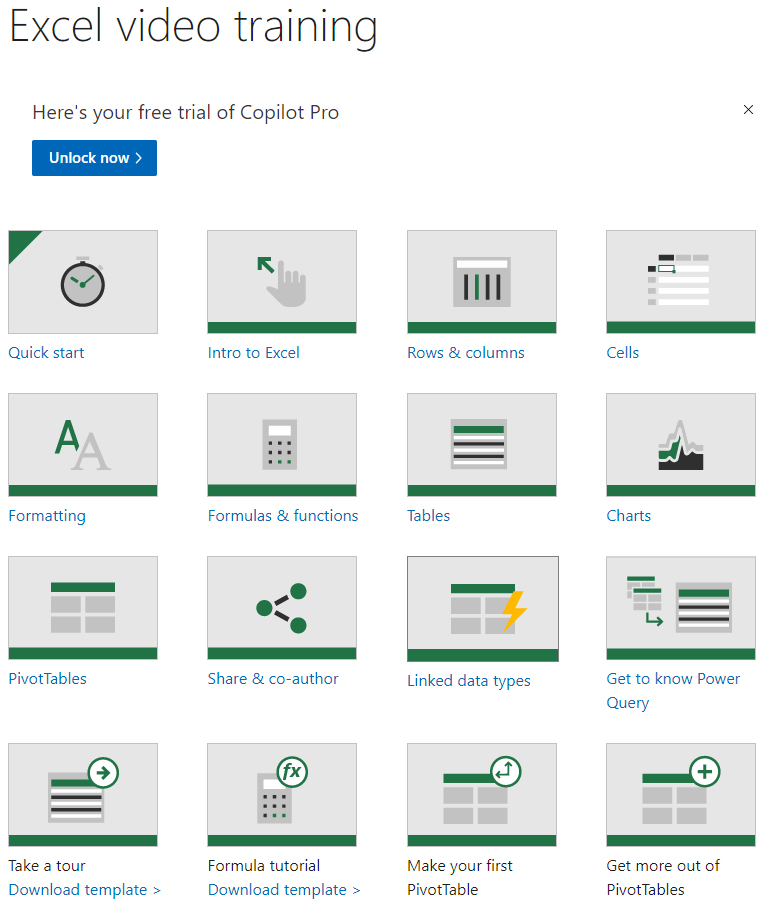 Excel video training
Here's your free trial of Copilot Pro
Unlock now >
Quick start
Intro to Excel
Rows & columns
Cells
Formatting
Formulas & functions
Tables
Charts
PivotTables
Share & co-author
Linked data types
Get to know Power
Query
fx
Take a tour
Download template >
Formula tutorial
Download template >
Make your first
PivotTable
Get more out of
PivotTables